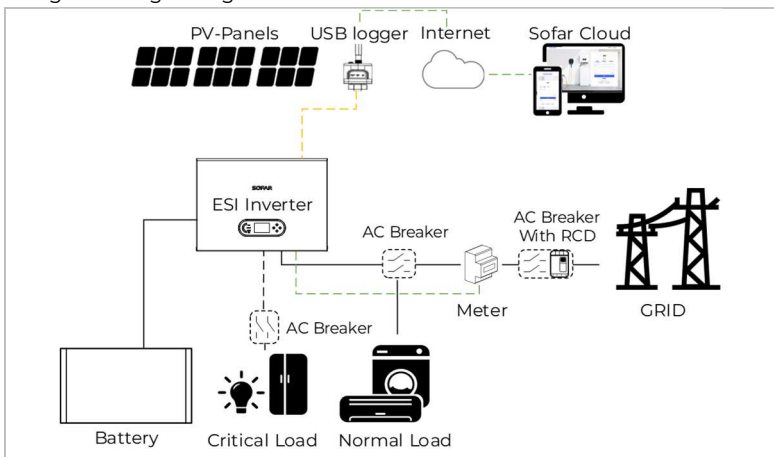 PV-Panels
USB logger
Internet
Sofar Cloud
SOFAR
ESI Inverter
AC Breaker
AC Breaker
With RCD
Meter
GRID
AC Breaker
Battery
Critical Load
Normal Load